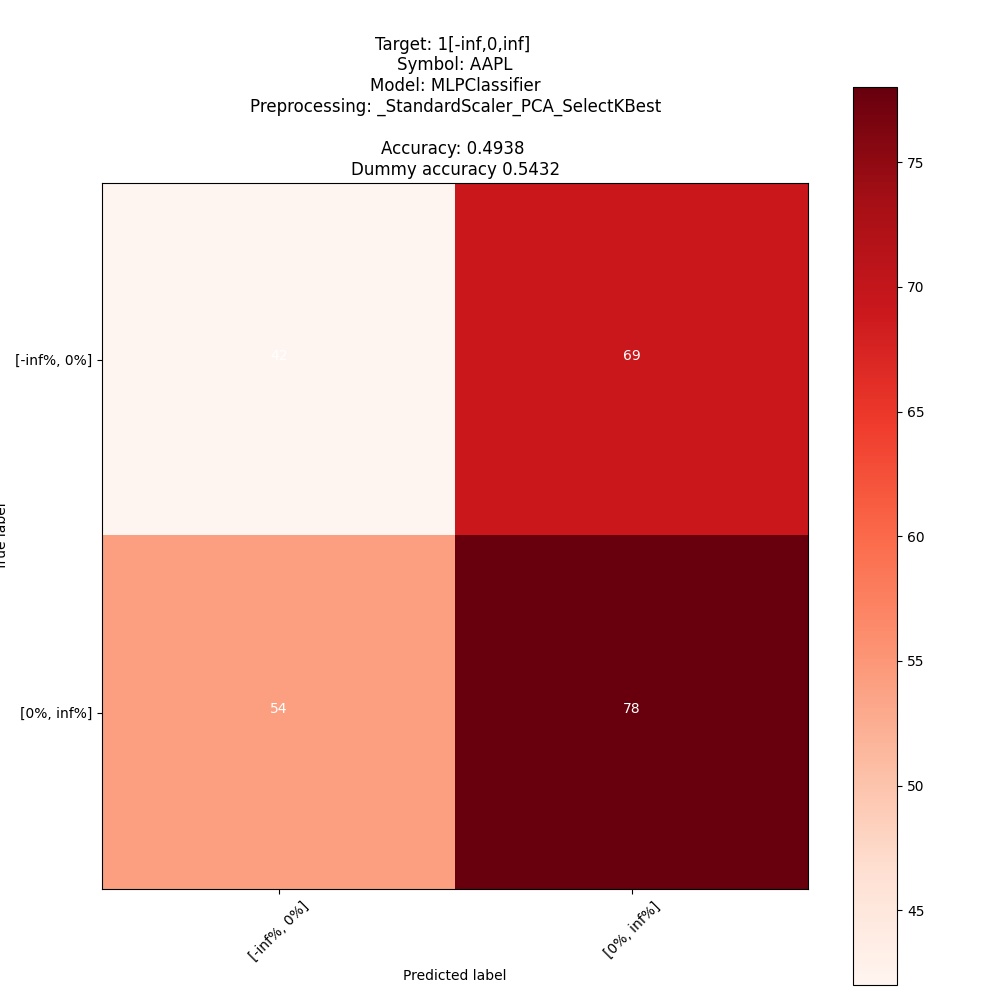 Target: 1[-inf,0,inf]
Symbol: AAPL
Model: MLPClassifier
Preprocessing: _StandardScaler_PCA_SelectKBest
Accuracy: 0.4938
Dummy accuracy 0.5432
[-inf%, 0%]
42
69
[0%, inf%]
54
78
[-inf%, 0%]
[0%, inf%]
Predicted label
75
70
65
60
55
50
45